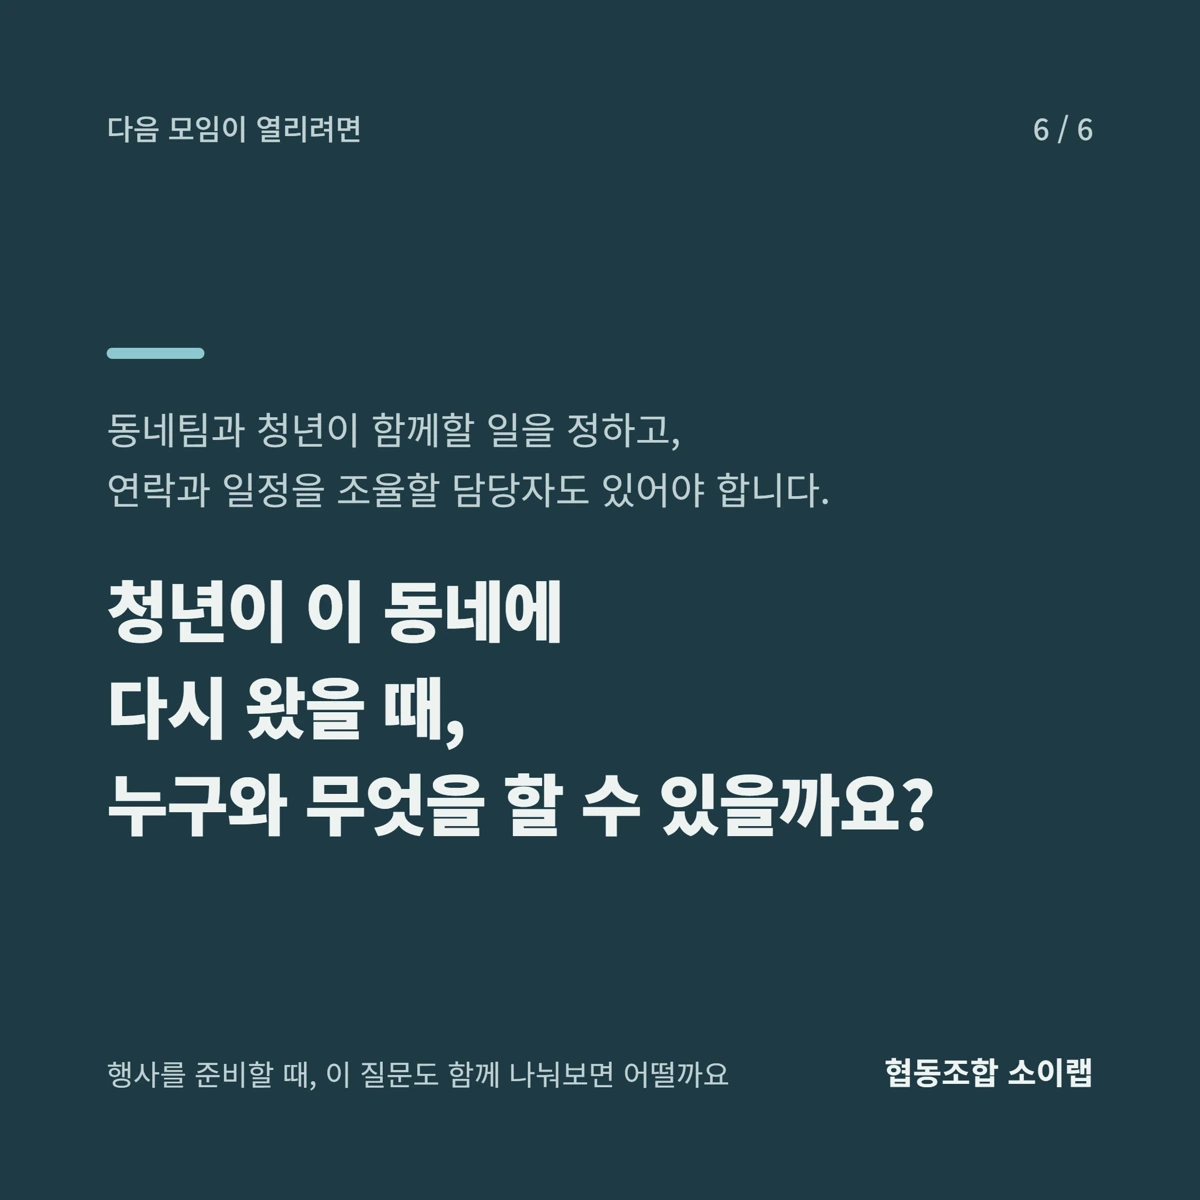 다음 모임이 열리려면
6 / 6
동네팀과 청년이 함께할 일을 정하고,
연락과 일정을 조율할 담당자도 있어야 합니다.
청년이 이 동네에
다시 왔을 때,
누구와 무엇을 할 수 있을까요?
행사를 준비할 때, 이 질문도 함께 나눠보면 어떨까요
협동조합 소이랩